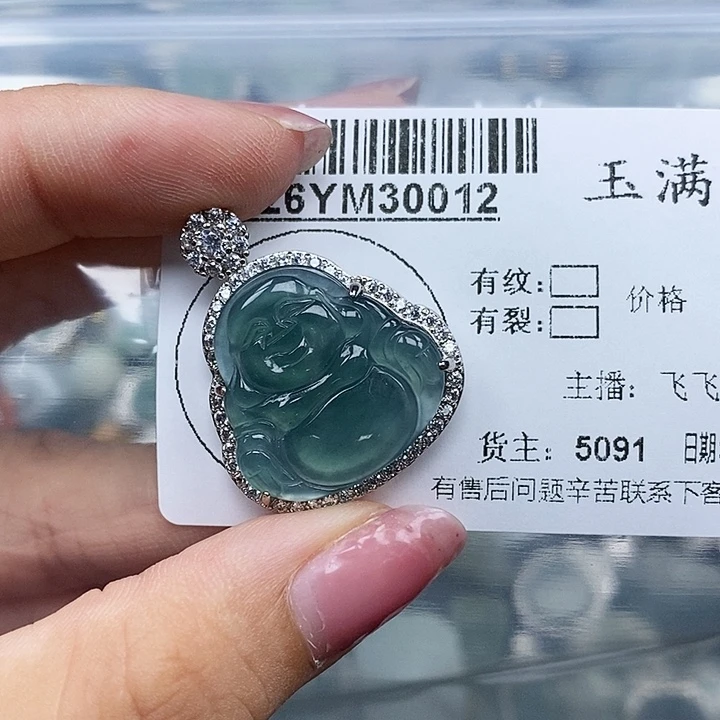 Z6YM30012
玉满
有纹:
价格
有裂:
主播: 飞飞
货主: 5091 日期:
有售后问题辛苦联系下客